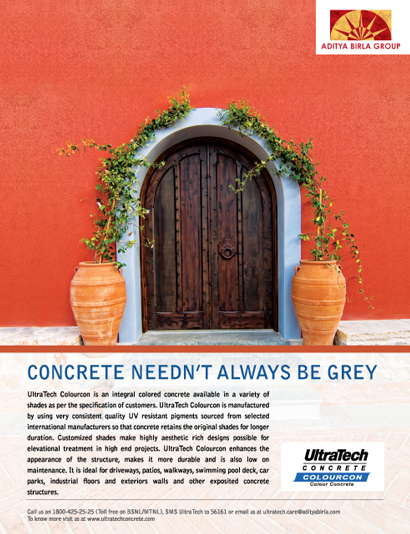 ADITYA BIRLA GROUP
CONCRETE NEEDN'T ALWAYS BE GREY
UltraTech Colourcon is an integral colored concrete available in a variety of
shades as per the specification of customers. UltraTech Colourcon is manufactured
by using very consistent quality UV resistant pigments sourced from selected
international manufacturers so that concrete retains the original shades for longer
duration. Customized shades make highly aesthetic rich designs possible for
elevational treatment in high end projects. UltraTech Colourcon enhances the
appearance of the structure, makes it more durable and is also low on
maintenance. It is ideal for driveways, patios, walkways, swimming pool deck, car
parks, industrial floors and exteriors walls and other exposed concrete
structures.
UltraTech
CONCRETE
COLOURCON
Colour Concrete
Call us on 1800-425-25-25 (Toll free on BSNL/MTNL), SMS UltraTech to 56161 or email us at ultratech.care@adityabirla.com
To know more visit us at www.ultratechconcrete.com